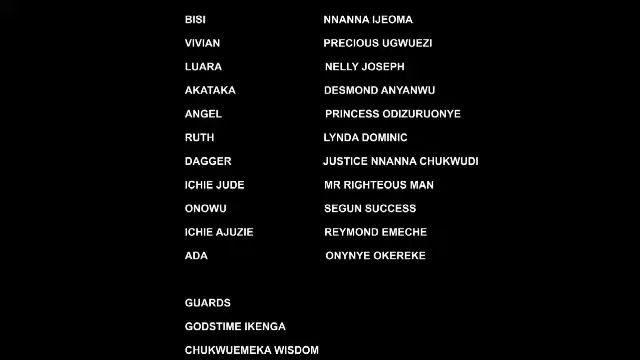 BISI NNANNA IJEOMA
VIVIAN PRECIOUS UGWUEZI
LUARA NELLY JOSEPH
AKATAKA DESMOND ANYANWU
ANGEL PRINCESS ODIZURUONYE
RUTH LYNDA DOMINIC
DAGGER JUSTICE NNANNA CHUKWUDI
ICHIE JUDE MR RIGHTEOUS MAN
ONOWU SEGUN SUCCESS
ICHIE AJUZIE REYMOND EMECHE
ADA ONYNYE OKEREKE
GUARDS
GODSTIME IKENGA
CHUKWUEMEKA WISDOM